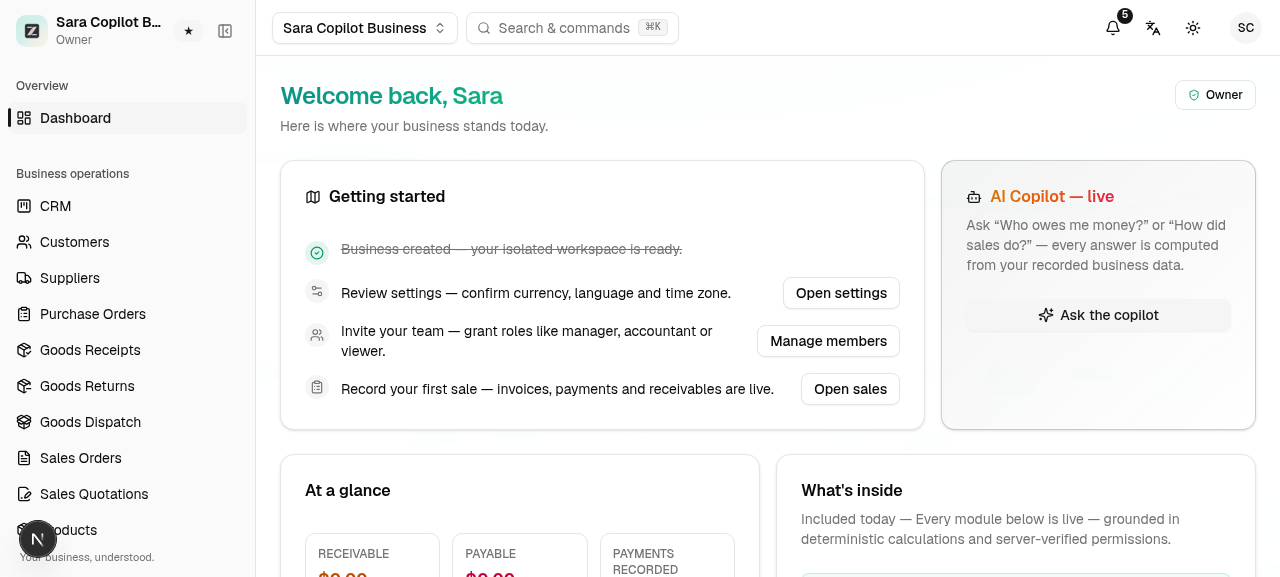 Sara Copilot B...
Owner
Sara Copilot Business
Search & commands ⌘K
5
SC
Overview
Dashboard
Business operations
CRM
Customers
Suppliers
Purchase Orders
Goods Receipts
Goods Returns
Goods Dispatch
Sales Orders
Sales Quotations
oducts
N
Your business, understood.
Welcome back, Sara
Here is where your business stands today.
Owner
Getting started
Business created — your isolated workspace is ready.
Review settings — confirm currency, language and time zone.
Open settings
Invite your team — grant roles like manager, accountant or
viewer.
Manage members
Record your first sale — invoices, payments and receivables are live.
Open sales
AI Copilot — live
Ask “Who owes me money?” or “How did
sales do?” — every answer is computed
from your recorded business data.
Ask the copilot
At a glance
RECEIVABLE
$0.00
PAYABLE
$0.00
PAYMENTS
RECORDED
What's inside
Included today — Every module below is live — grounded in
deterministic calculations and server-verified permissions.